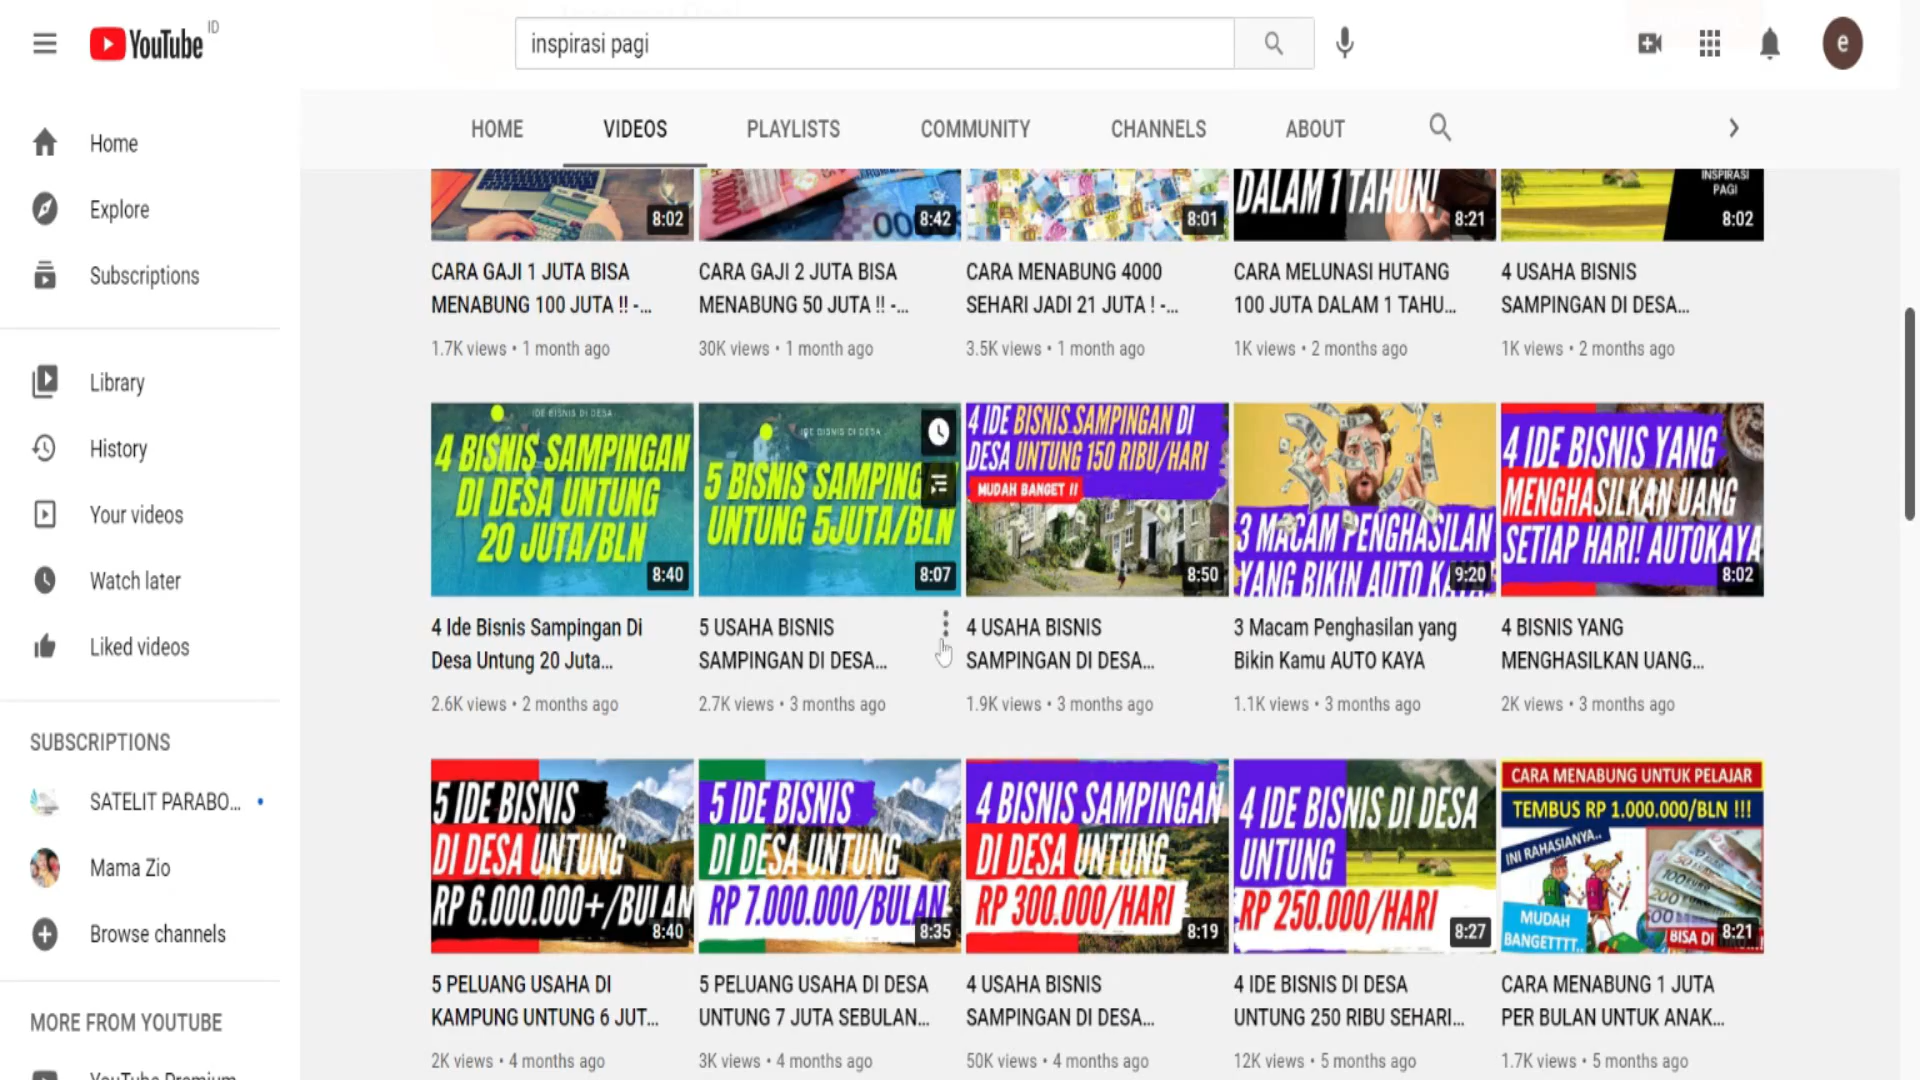 YouTube ID
inspirasi pagi
e
Home
Explore
Subscriptions
Library
History
Your videos
Watch later
Liked videos
SUBSCRIPTIONS
SATELIT PARABO...
Mama Zio
Browse channels
MORE FROM YOUTUBE
YouTube Premium
HOME
VIDEOS
PLAYLISTS
COMMUNITY
CHANNELS
ABOUT
8:02
CARA GAJI 1 JUTA BISA
MENABUNG 100 JUTA !! -...
1.7K views • 1 month ago
8:42
CARA GAJI 2 JUTA BISA
MENABUNG 50 JUTA !! -...
30K views • 1 month ago
8:01
CARA MENABUNG 4000
SEHARI JADI 21 JUTA ! -...
3.5K views • 1 month ago
DALAM 1 TAHUN!
8:21
CARA MELUNASI HUTANG
100 JUTA DALAM 1 TAHU...
1K views • 2 months ago
INSPIRASI
PAGI
8:02
4 USAHA BISNIS
SAMPINGAN DI DESA...
1K views • 2 months ago
IDE BISNIS DI DESA
4 BISNIS SAMPINGAN
DI DESA UNTUNG
20 JUTA/BLN
8:40
4 Ide Bisnis Sampingan Di
Desa Untung 20 Juta...
2.6K views • 2 months ago
IDE BISNIS DI DESA
5 BISNIS SAMPING
UNTUNG 5JUTA/BLN
8:07
5 USAHA BISNIS
SAMPINGAN DI DESA...
2.7K views • 3 months ago
4 IDE BISNIS SAMPINGAN DI
DESA UNTUNG 150 RIBU/HARI
MUDAH BANGET !!
8:50
4 USAHA BISNIS
SAMPINGAN DI DESA...
1.9K views • 3 months ago
3 MACAM PENGHASILAN
YANG BIKIN AUTO KA
9:20
3 Macam Penghasilan yang
Bikin Kamu AUTO KAYA
1.1K views • 3 months ago
4 IDE BISNIS YANG
MENGHASILKAN UANG
SETIAP HARI! AUTOKAYA
8:02
4 BISNIS YANG
MENGHASILKAN UANG...
2K views • 3 months ago
5 IDE BISNIS
DI DESA UNTUNG
RP 6.000.000+/BULAN
8:40
5 PELUANG USAHA DI
KAMPUNG UNTUNG 6 JUT...
2K views • 4 months ago
5 IDE BISNIS
DI DESA UNTUNG
RP 7.000.000/BULAN
8:35
5 PELUANG USAHA DI DESA
UNTUNG 7 JUTA SEBULAN...
3K views • 4 months ago
4 BISNIS SAMPINGAN
DI DESA UNTUNG
RP 300.000/HARI
8:19
4 USAHA BISNIS
SAMPINGAN DI DESA...
50K views • 4 months ago
4 IDE BISNIS DI DESA
UNTUNG
RP 250.000/HARI
8:27
4 IDE BISNIS DI DESA
UNTUNG 250 RIBU SEHARI...
12K views • 5 months ago
CARA MENABUNG UNTUK PELAJAR
TEMBUS RP 1.000.000/BLN !!!
INI RAHASIANYA..
MUDAH
BANGETTTT..
BISA DI
8:21
CARA MENABUNG 1 JUTA
PER BULAN UNTUK ANAK...
1.7K views • 5 months ago